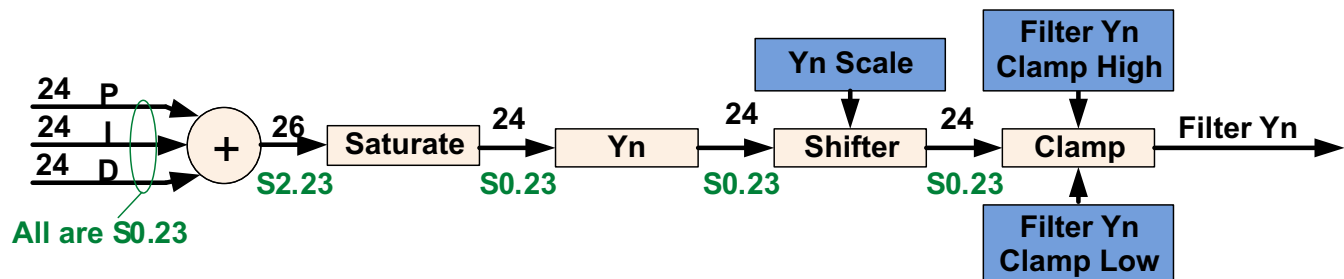 24 P
24 I
24 D
All are S0.23
+
26
S2.23
Saturate
24
S0.23
Yn
24
S0.23
Yn Scale
Shifter
24
S0.23
Filter Yn
Clamp High
Clamp
Filter Yn
Clamp Low
Filter Yn